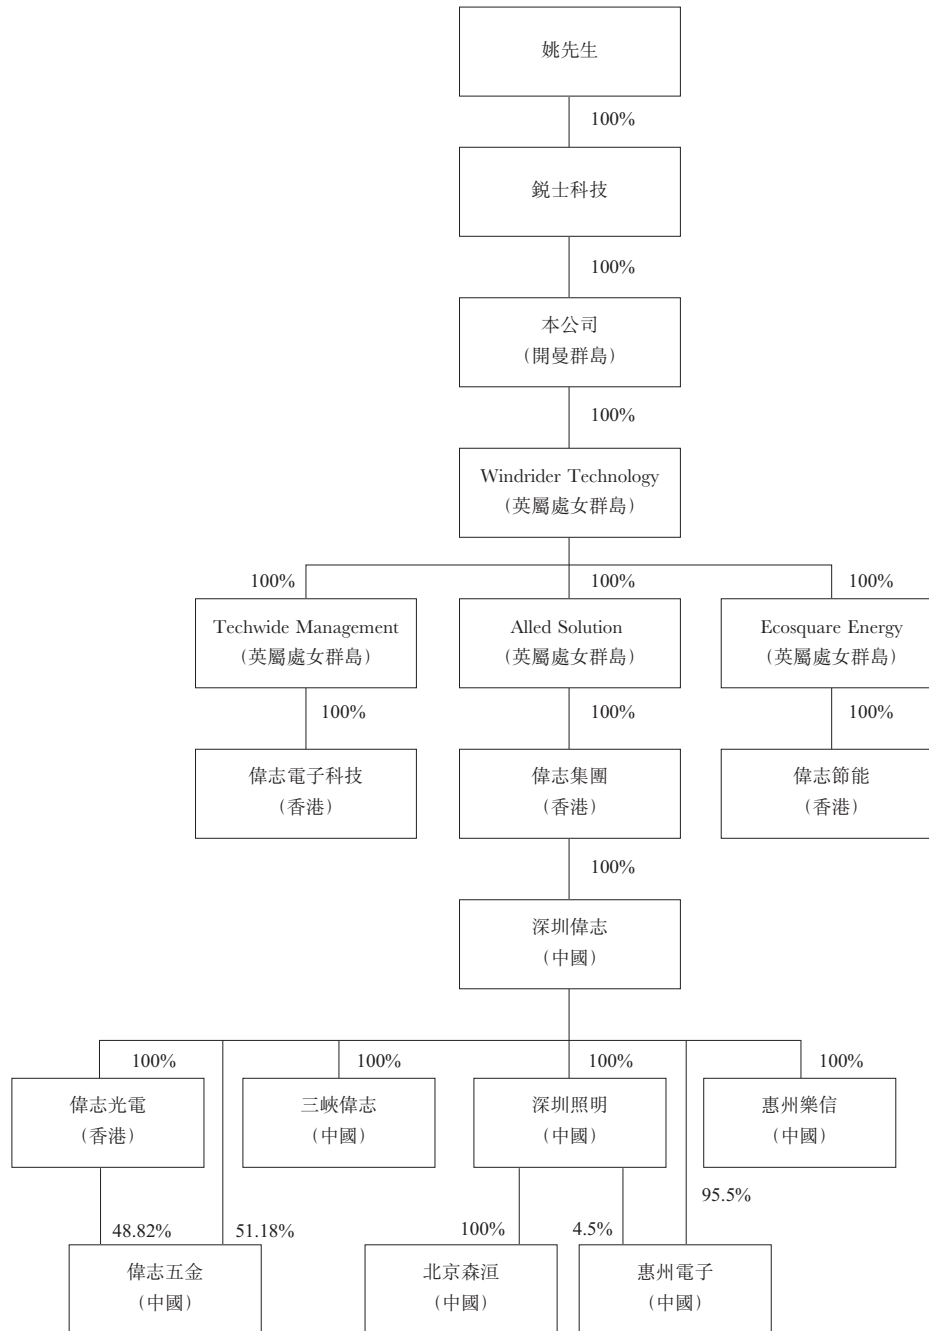 姚先生
100%
鋭士科技
100%
本公司
（開曼群島）
100%
Windrider Technology
（英屬處女群島）
100%
100%
100%
Techwide Management
（英屬處女群島）
Alled Solution
（英屬處女群島）
Ecosquare Energy
（英屬處女群島）
100%
100%
100%
偉志電子科技
（香港）
偉志集團
（香港）
偉志節能
（香港）
100%
深圳偉志
（中國）
100%
100%
100%
100%
偉志光電
（香港）
三峽偉志
（中國）
深圳照明
（中國）
惠州樂信
（中國）
95.5%
48.82%
51.18%
100%
4.5%
偉志五金
（中國）
北京森洹
（中國）
惠州電子
（中國）